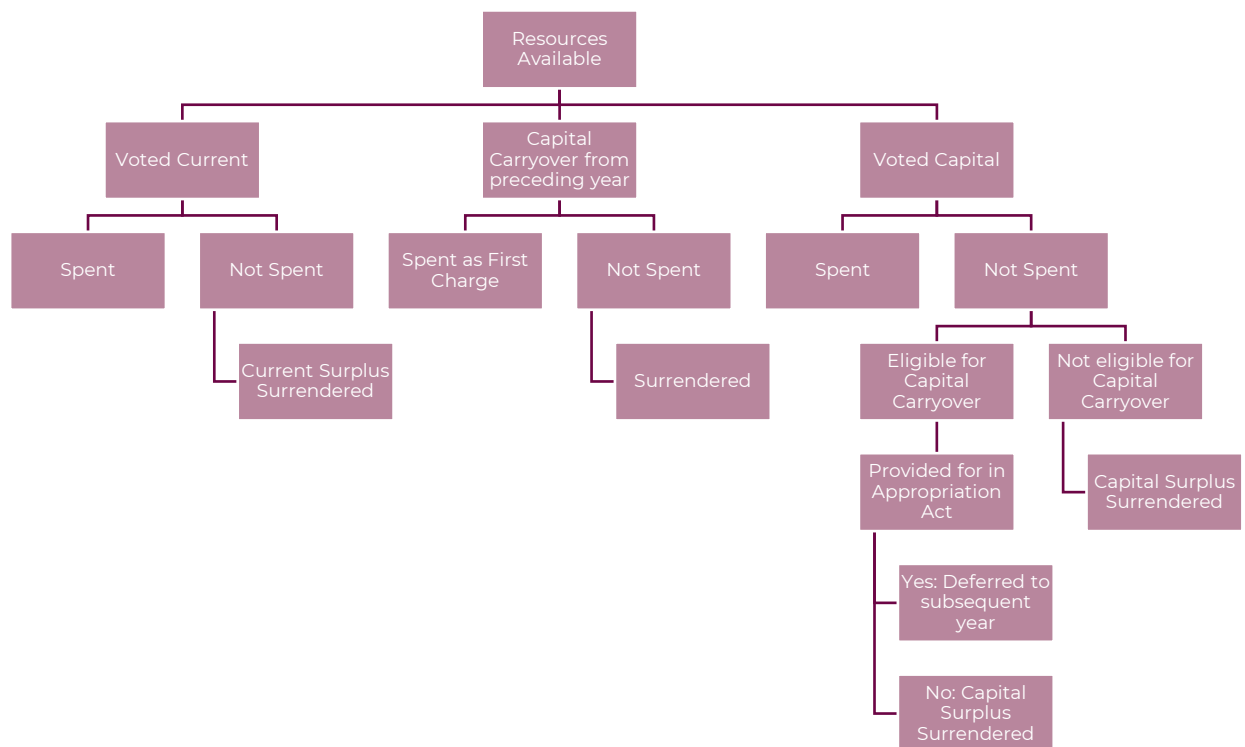 Resources
Available
Voted Current
Capital
Carryover from
preceding year
Voted Capital
Spent
Not Spent
Spent as First
Charge
Not Spent
Spent
Not Spent
Current Surplus
Surrendered
Surrendered
Eligible for
Capital
Carryover
Not eligible for
Capital
Carryover
Provided for in
Appropriation
Act
Capital Surplus
Surrendered
Yes: Deferred to
subsequent
year
No: Capital
Surplus
Surrendered